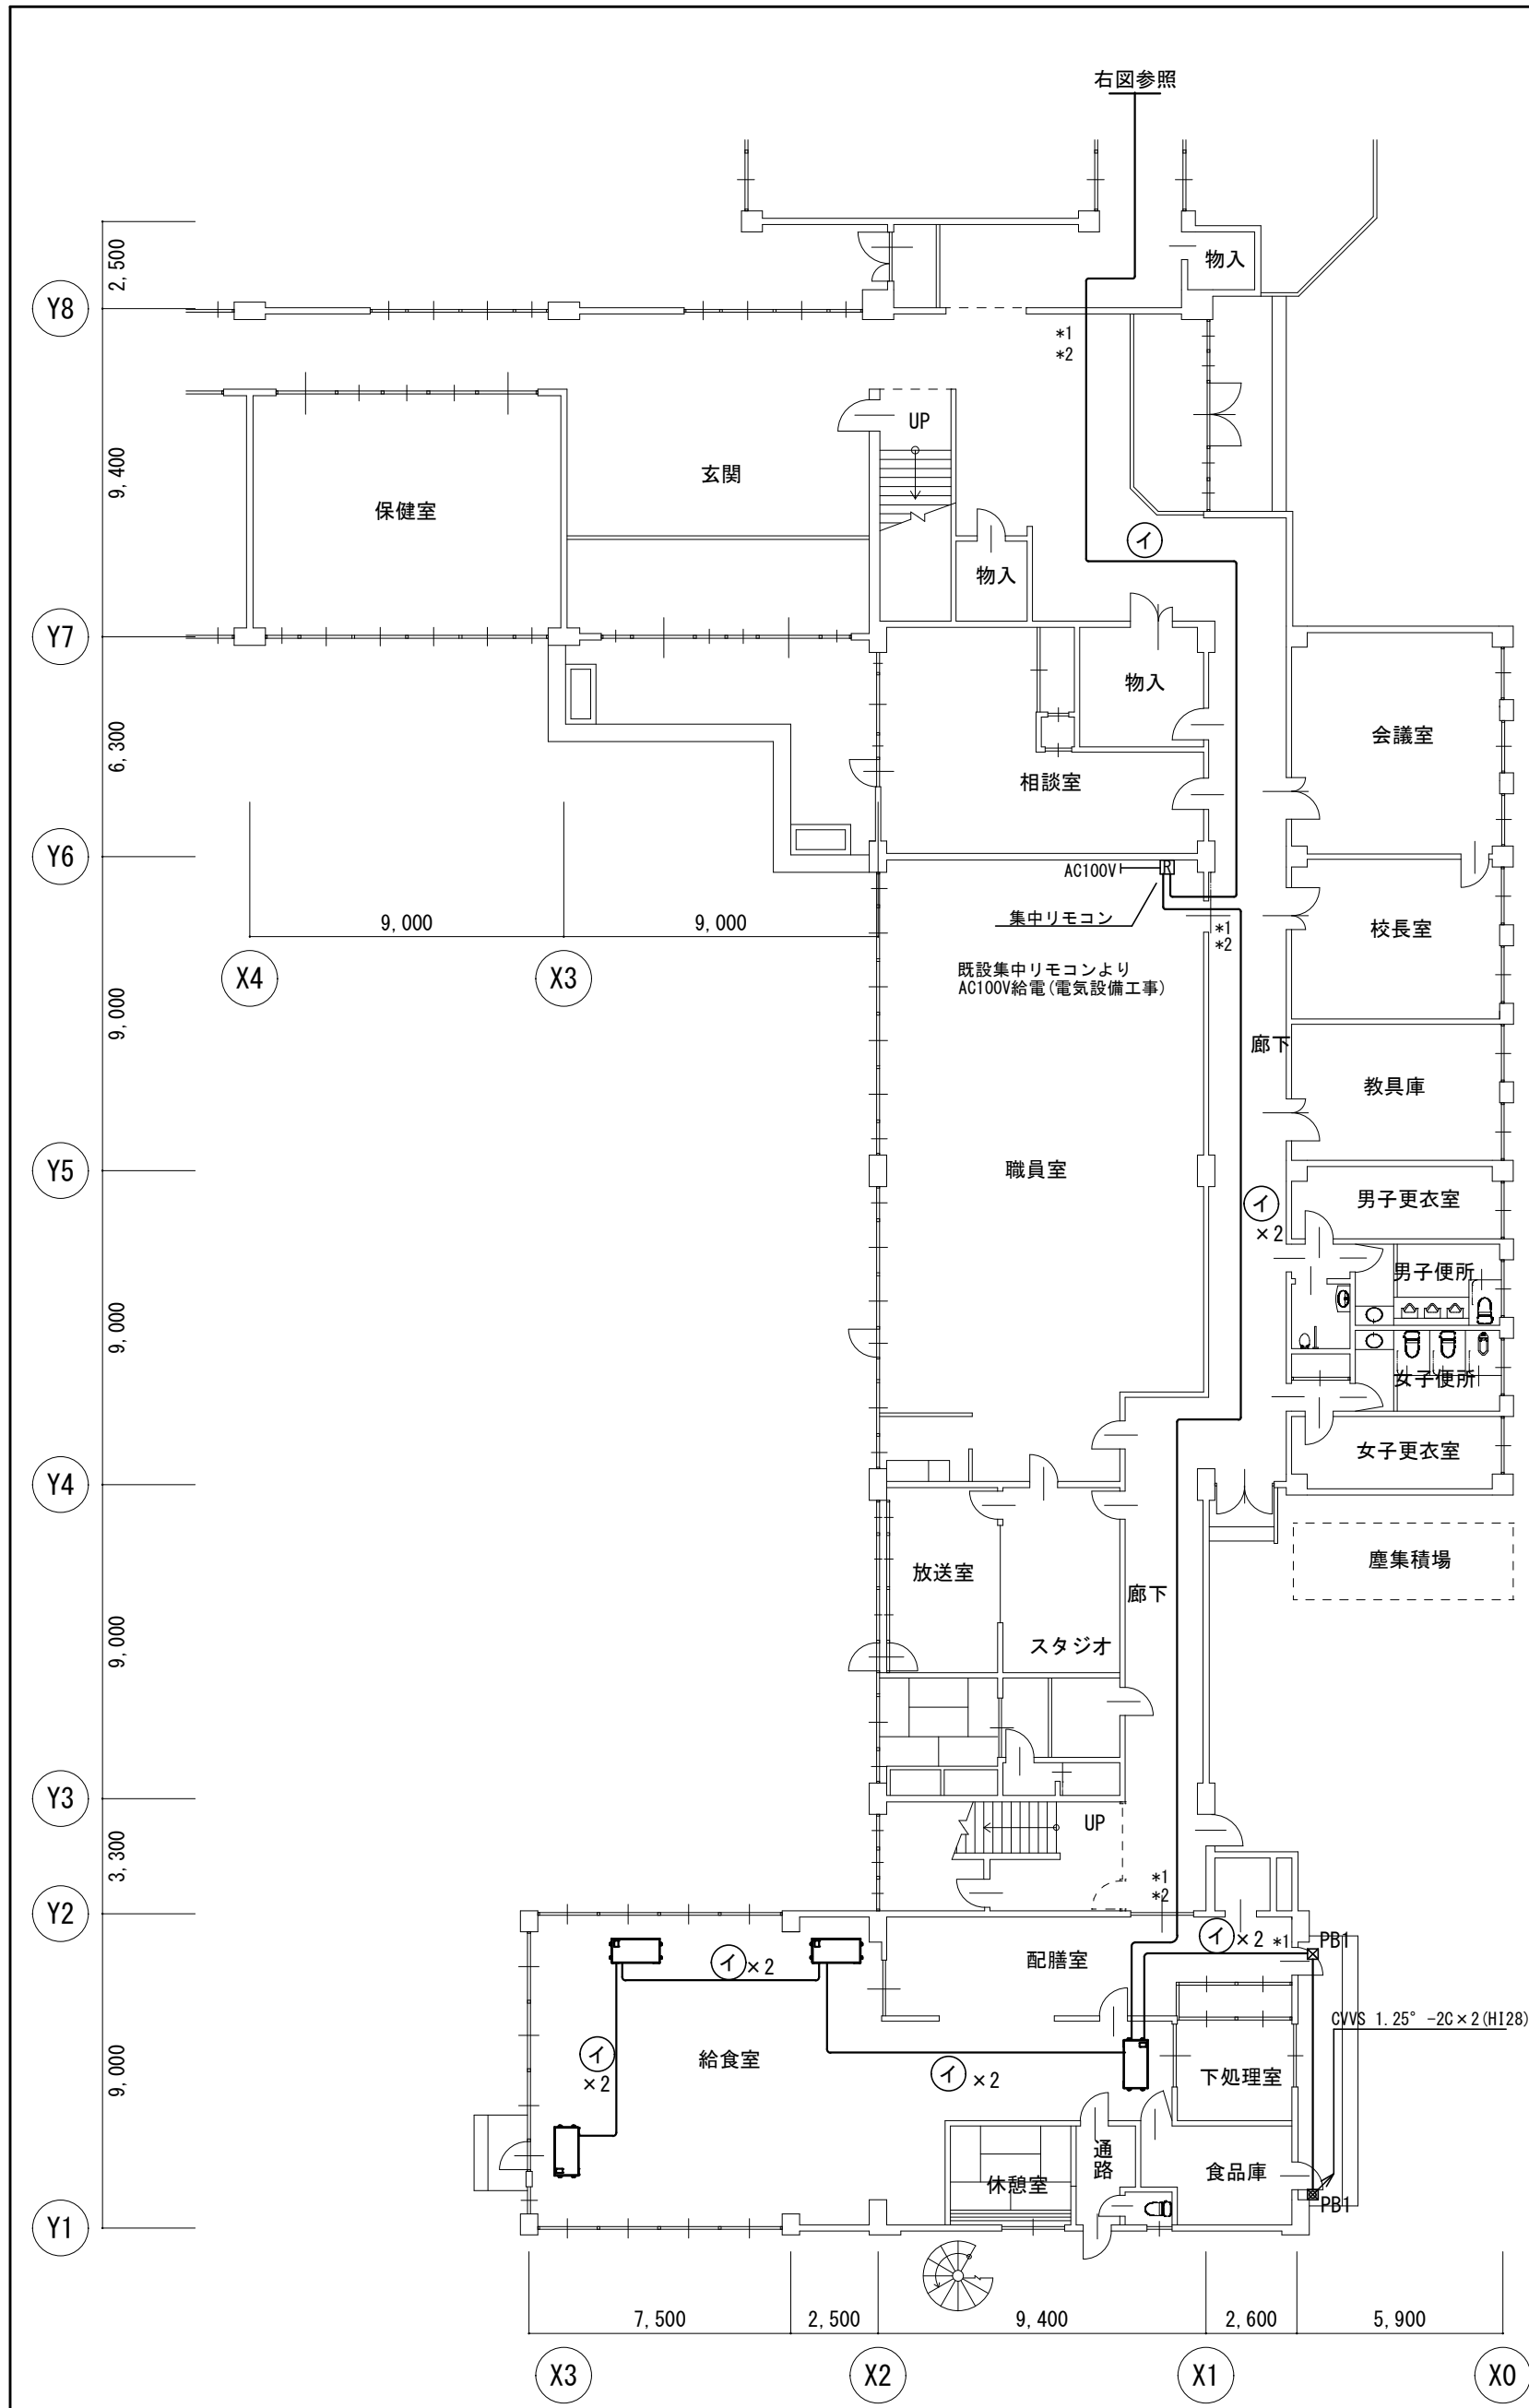 右図参照
2,500
物入
Y8
*1
*2
UP
9,400
玄関
保健室
イ
物入
Y7
物入
6,300
会議室
相談室
Y6
AC100V
R
9,000
9,000
集中リモコン
*1
*2
校長室
X4
X3
既設集中リモコンより
AC100V給電(電気設備工事)
9,000
廊下
教具庫
Y5
職員室
イ
×2
男子更衣室
男子便所
9,000
女子便所
女子更衣室
Y4
塵集積場
放送室
廊下
9,000
スタジオ
Y3
UP
3,300
*1
*2
Y2
イ×2
*1
PB1
イ×2
配膳室
CVVS 1.25°-2C×2(HI28)
イ
×2
給食室
イ ×2
下処理室
9,000
通路
休憩室
食品庫
PB1
Y1
7,500
2,500
9,400
2,600
5,900
X3
X2
X1
X0